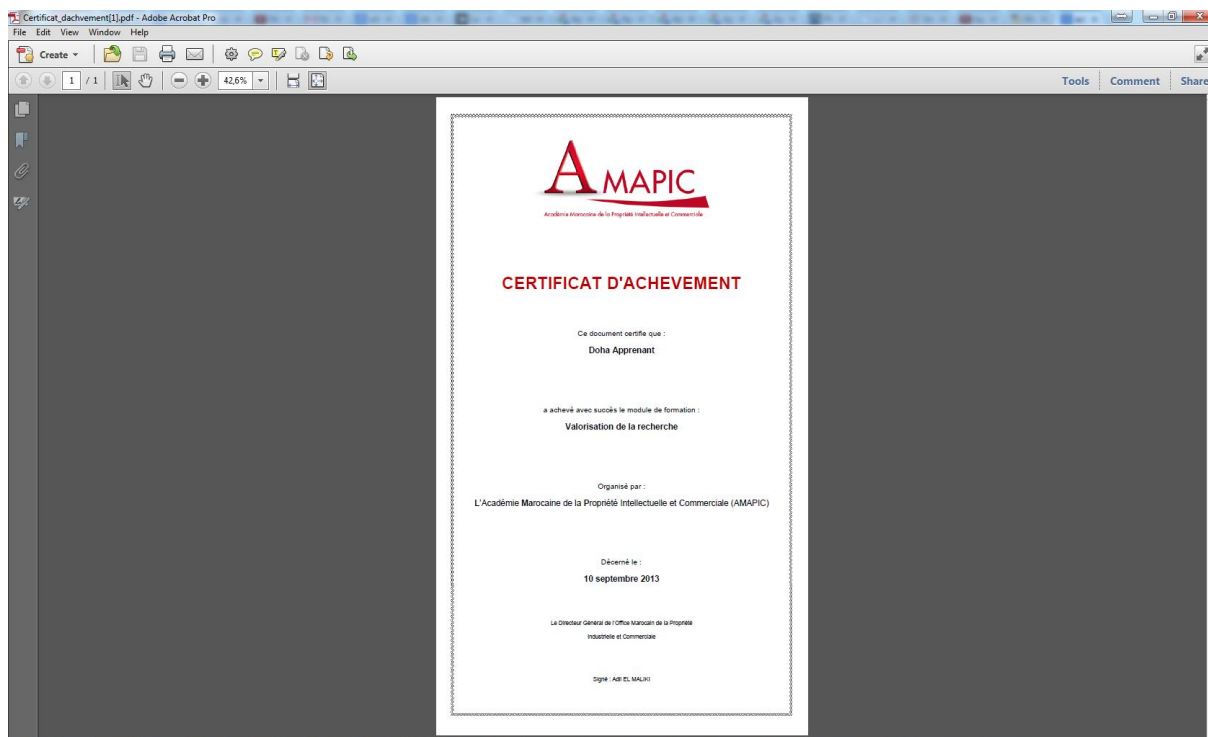 Certificat_dachvement[1].pdf - Adobe Acrobat Pro
File Edit View Window Help
Create
1 / 1 42,6% Tools Comment Share
AMAPIC
Académie Marocaine de la Propriété Intellectuelle et Commerciale
CERTIFICAT D'ACHEVEMENT
Ce document certifie que :
Doha Apprenant
a achevé avec succès le module de formation :
Valorisation de la recherche
Organisé par :
L'Académie Marocaine de la Propriété Intellectuelle et Commerciale (AMAPIC)
Décerné le :
10 septembre 2013
Le Directeur Général de l'Office Marocain de la Propriété
Industrielle et Commerciale
Signé : Adil EL MALIKI